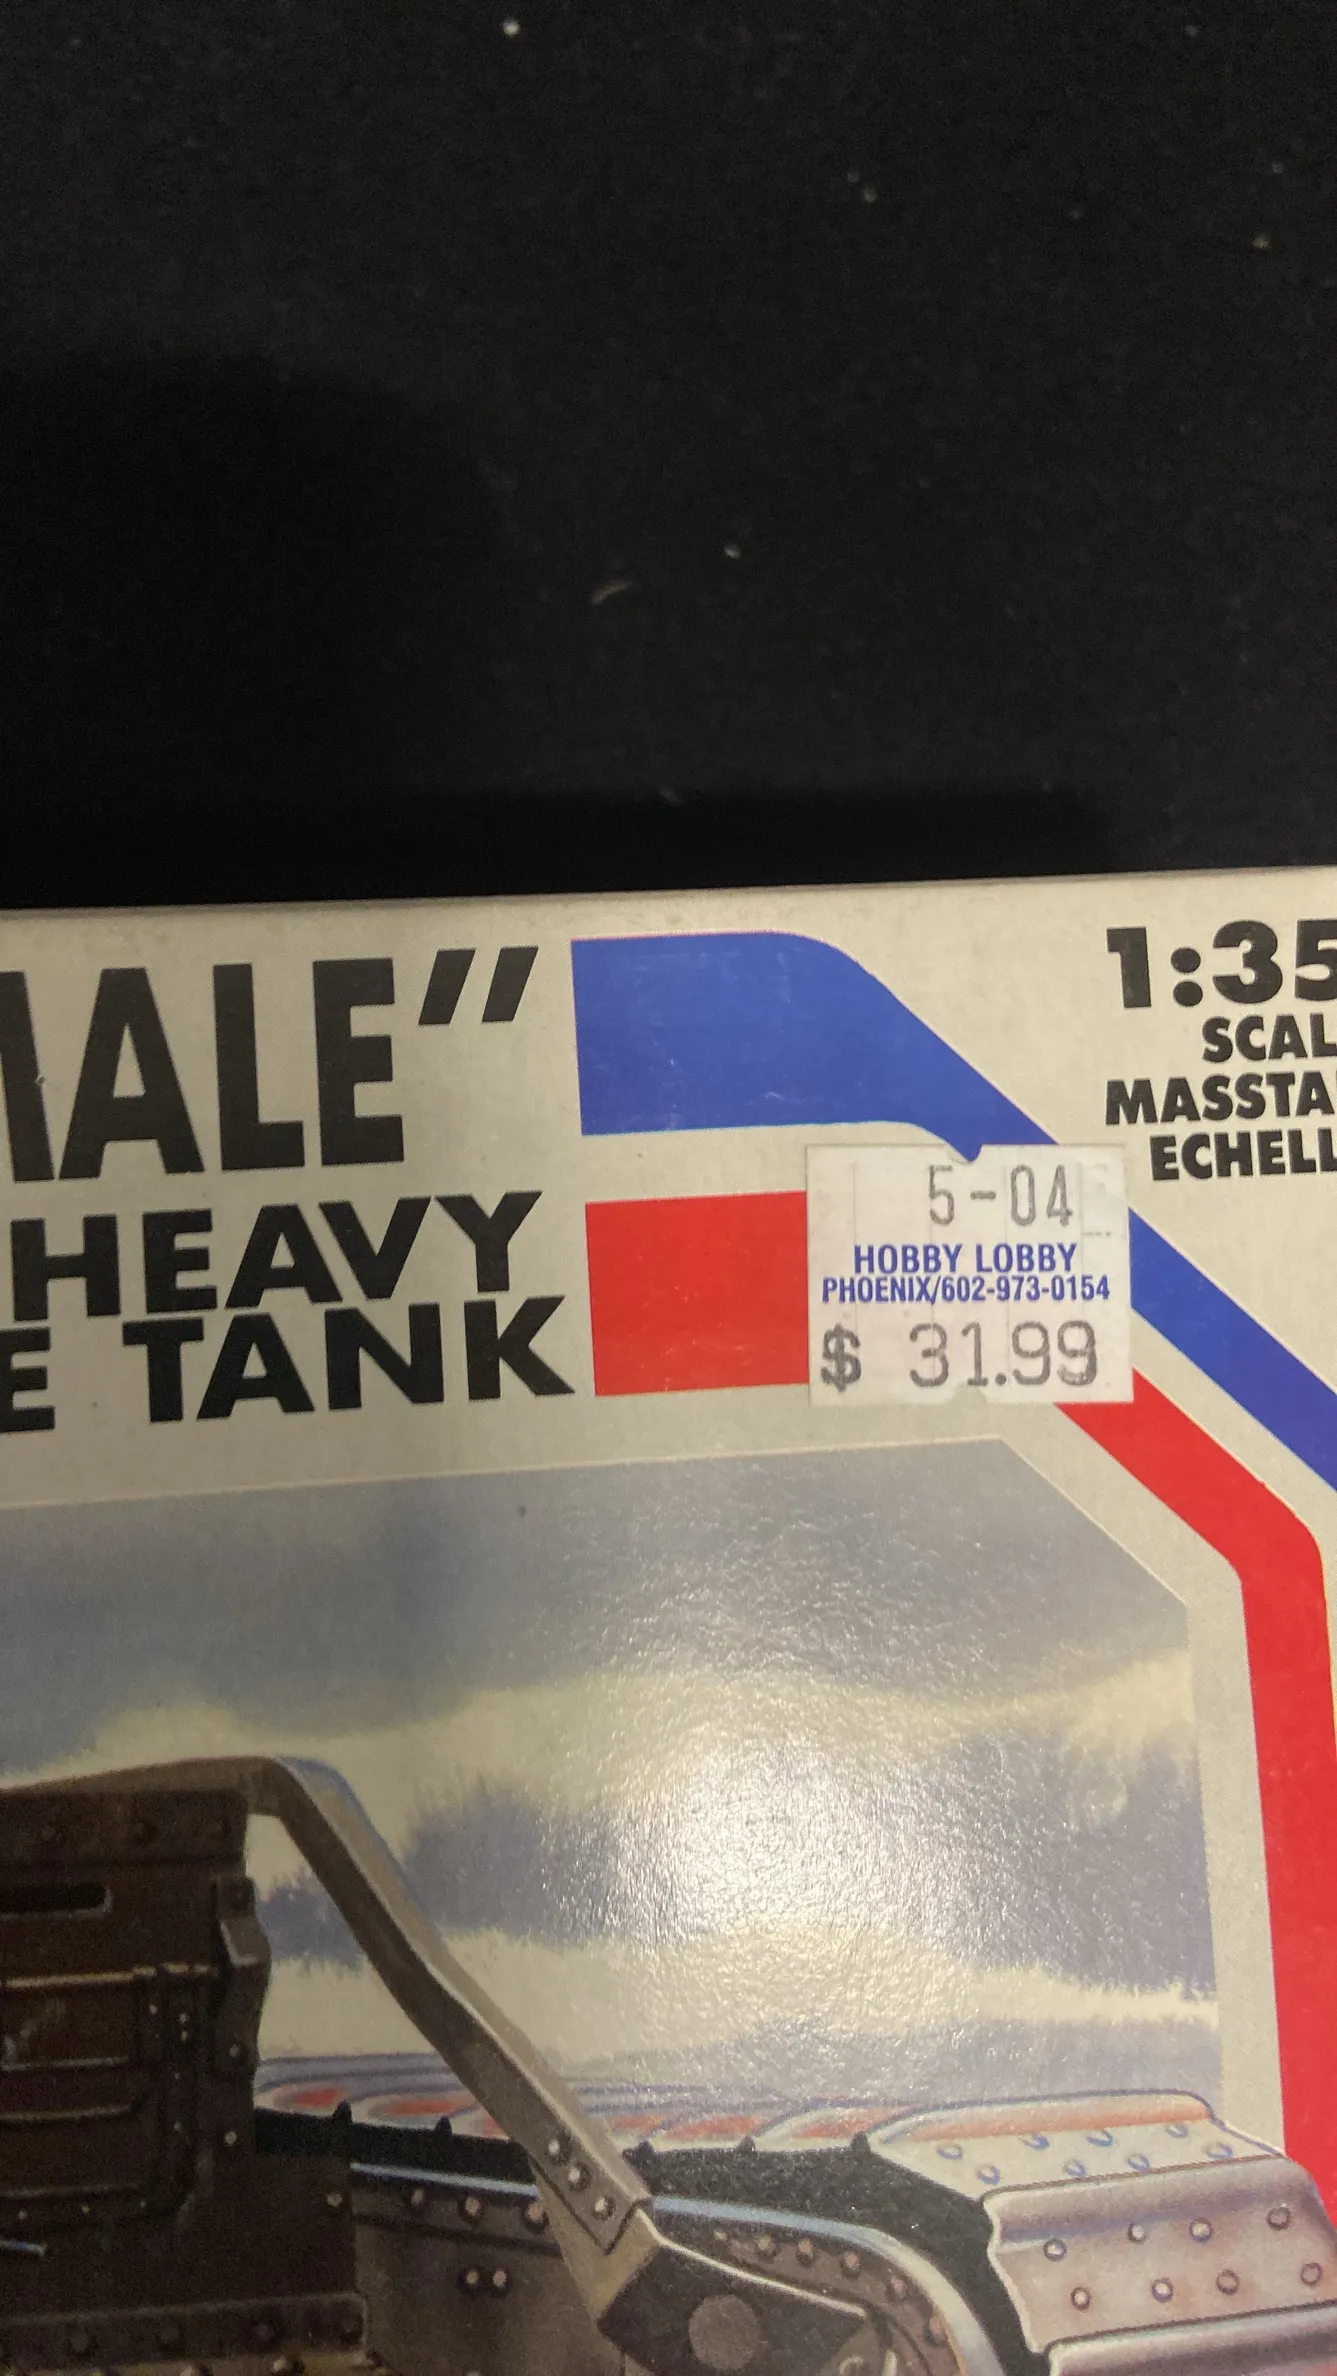 MALE"
HEAVY
E TANK
1:35
SCAL
MASSTA
ECHELL
5-04
HOBBY LOBBY
PHOENIX/602-973-0154
$ 31.99